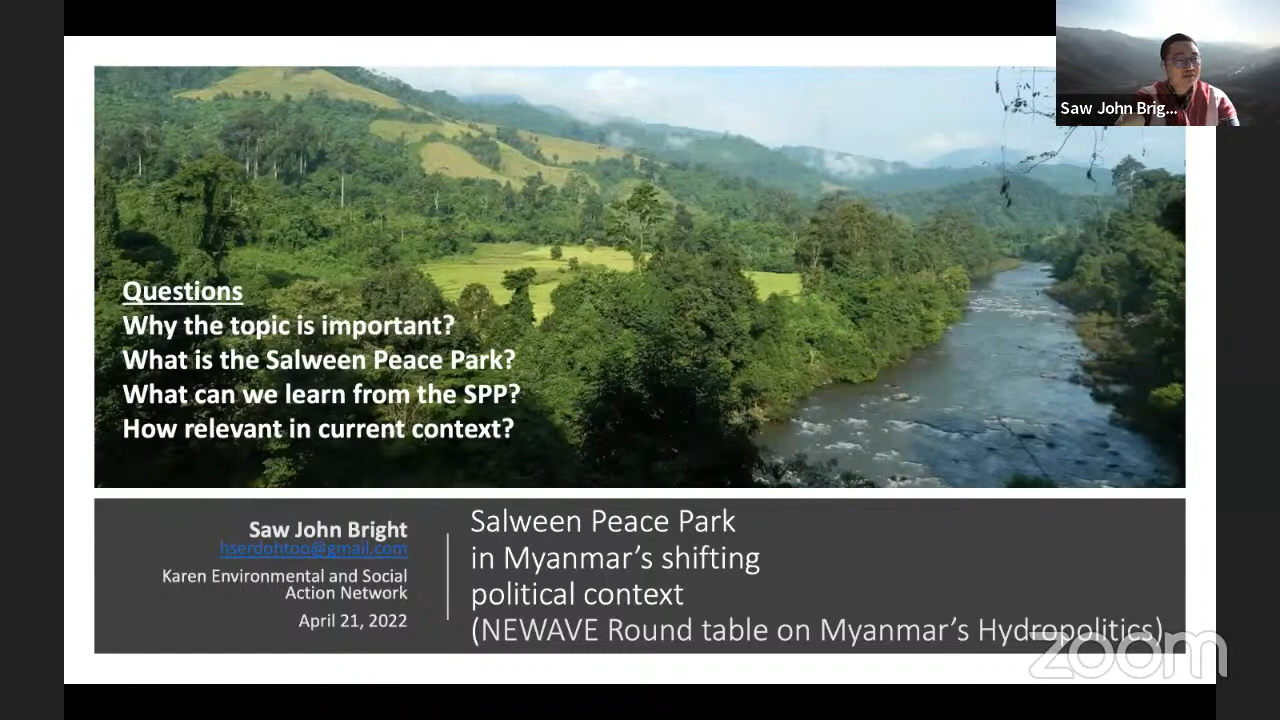 Saw John Brig...
Questions
Why the topic is important?
What is the Salween Peace Park?
What can we learn from the SPP?
How relevant in current context?
Saw John Bright
hserdohtoo@gmail.com
Karen Environmental and Social
Action Network
April 21, 2022
Salween Peace Park
in Myanmar’s shifting
political context
(NEWAVE Round table on Myanmar’s Hydropolitics)
zoom